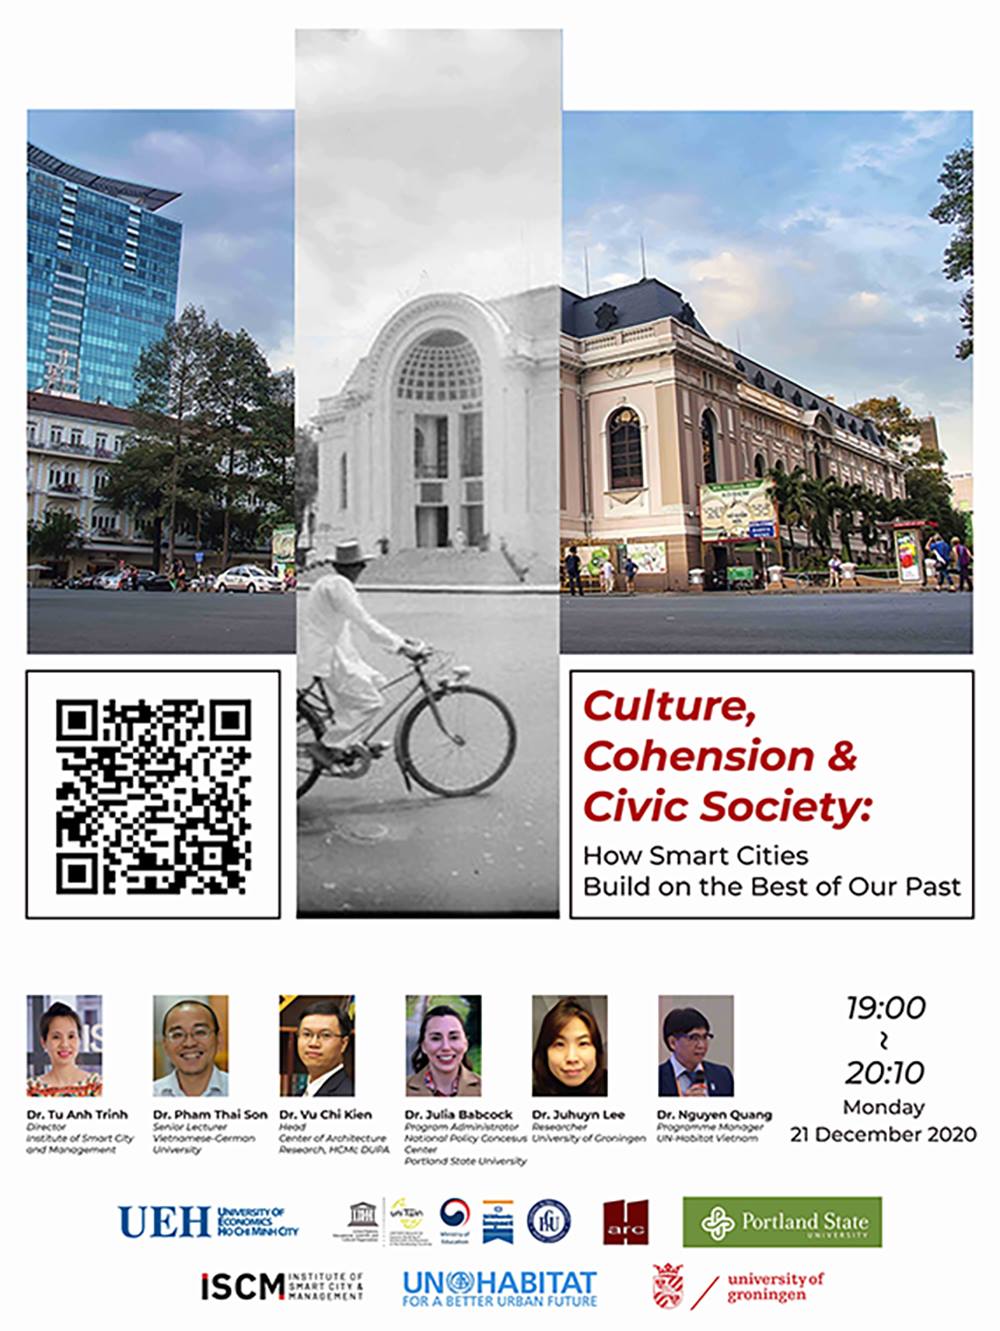 Culture,
Cohension &
Civic Society:
How Smart Cities
Build on the Best of Our Past
Dr. Tu Anh Trinh
Director
Institute of Smart City
and Management
Dr. Pham Thai Son
Senior Lecturer
Vietnamese-German
University
Dr. Vu Chi Kien
Head
Center of Architecture
Research, HCMc DUPA
Dr. Julia Babcock
Program Administrator
National Policy Concesus
Center
Portland State University
Dr. Juhuyn Lee
Researcher
University of Groningen
Dr. Nguyen Quang
Programme Manager
UN-Habitat Vietnam
19:00
~
20:10
Monday
21 December 2020
UEH UNIVERSITY OF
ECONOMICS
HO CHI MINH CITY
uniTwin
Ministry of
Education
arc
Portland State
UNIVERSITY
ISCM INSTITUTE OF
SMART CITY &
MANAGEMENT
UN HABITAT
FOR A BETTER URBAN FUTURE
university of
groningen